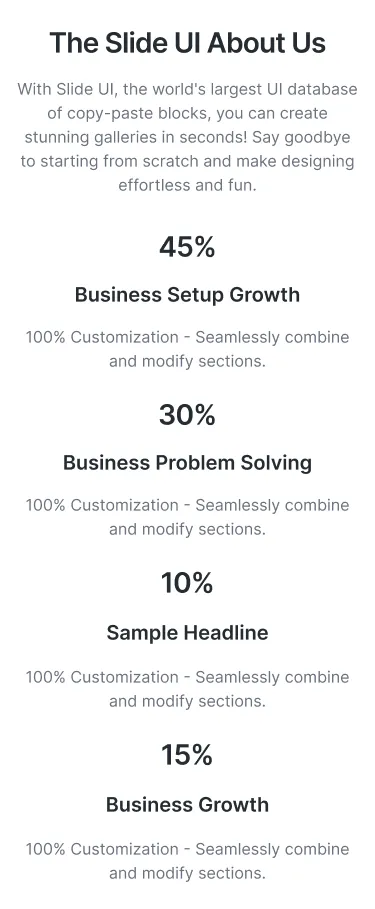 The Slide UI About Us
With Slide UI, the world's largest UI database
of copy-paste blocks, you can create
stunning galleries in seconds! Say goodbye
to starting from scratch and make designing
effortless and fun.
45%
Business Setup Growth
100% Customization - Seamlessly combine
and modify sections.
30%
Business Problem Solving
100% Customization - Seamlessly combine
and modify sections.
10%
Sample Headline
100% Customization - Seamlessly combine
and modify sections.
15%
Business Growth
100% Customization - Seamlessly combine
and modify sections.